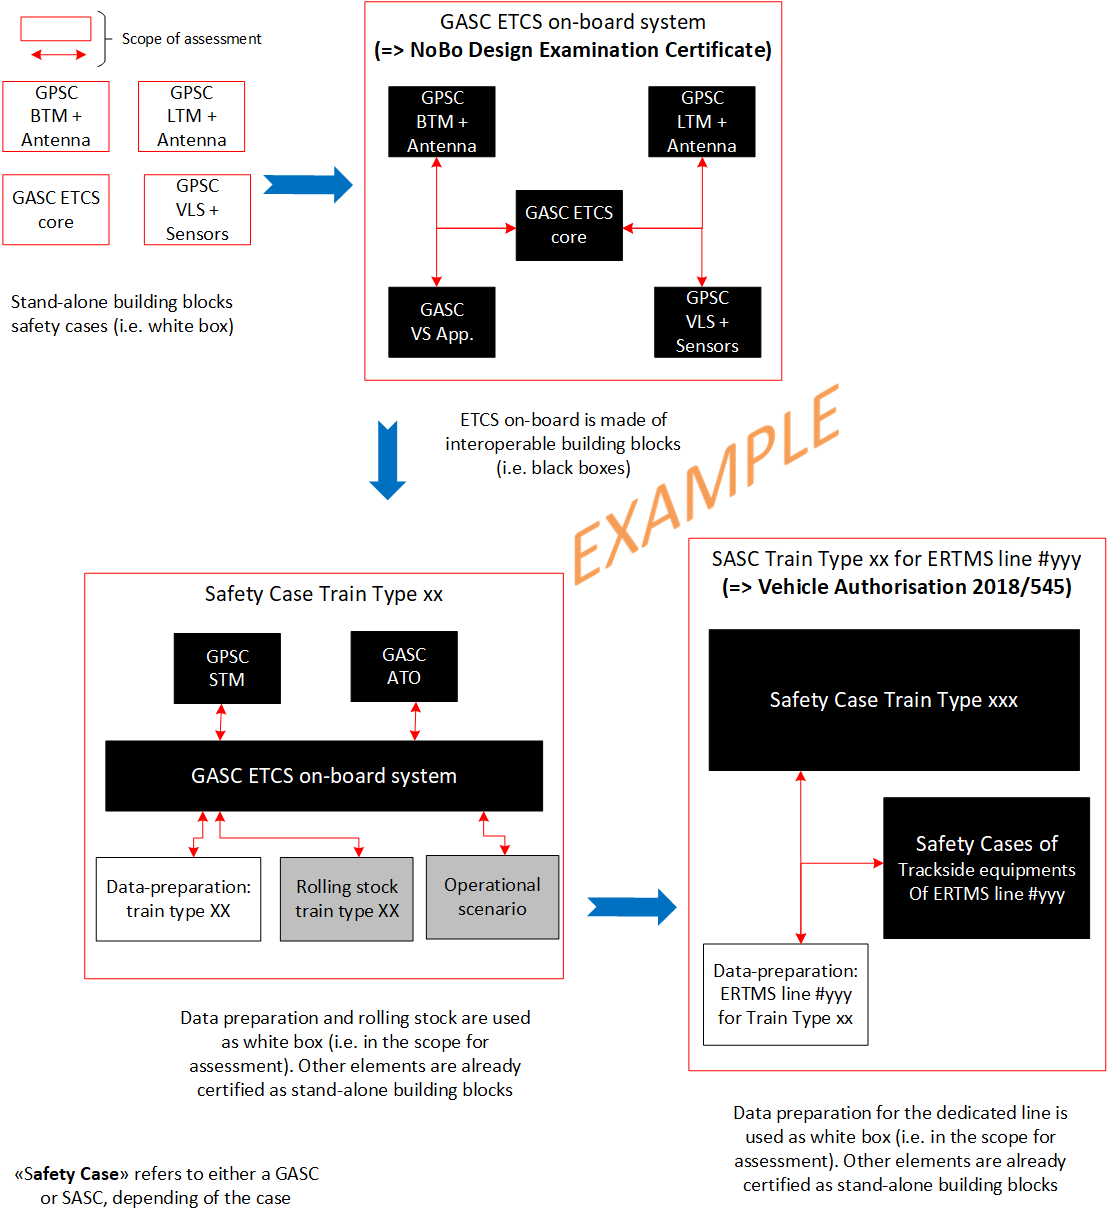 Scope of assessment
GPSC
BTM +
Antenna
GPSC
LTM +
Antenna
GASC ETCS
core
GPSC
VLS +
Sensors
Stand-alone building blocks
safety cases (i.e. white box)
GASC ETCS on-board system
(=> NoBo Design Examination Certificate)
GPSC
BTM +
Antenna
GPSC
LTM +
Antenna
GASC ETCS
core
GASC
VS App.
GPSC
VLS +
Sensors
ETCS on-board is made of
interoperable building blocks
(i.e. black boxes)
EXAMPLE
Safety Case Train Type xx
GPSC
STM
GASC
ATO
GASC ETCS on-board system
Data-preparation:
train type XX
Rolling stock
train type XX
Operational
scenario
Data preparation and rolling stock are used
as white box (i.e. in the scope for
assessment). Other elements are already
certified as stand-alone building blocks
SASC Train Type xx for ERTMS line #yyy
(=> Vehicle Authorisation 2018/545)
Safety Case Train Type xxx
Safety Cases of
Trackside equipments
Of ERTMS line #yyy
Data-preparation:
ERTMS line #yyy
for Train Type xx
Data preparation for the dedicated line is
used as white box (i.e. in the scope for
assessment). Other elements are already
certified as stand-alone building blocks
«Safety Case» refers to either a GASC
or SASC, depending of the case